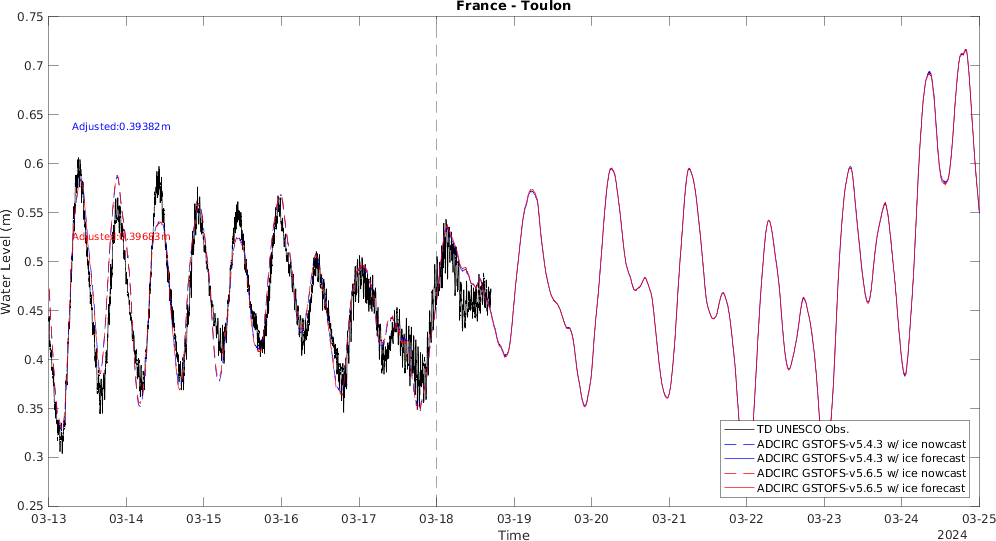 France - Toulon
0.75
0.7
0.65
0.6
0.55
0.5
0.45
0.4
0.35
0.3
0.25
Water Level (m)
Adjusted:0.39382m
Adjusted:0.39683m
TD UNESCO Obs.
ADCIRC GSTOFS-v5.4.3 w/ ice nowcast
ADCIRC GSTOFS-v5.4.3 w/ ice forecast
ADCIRC GSTOFS-v5.6.5 w/ ice nowcast
ADCIRC GSTOFS-v5.6.5 w/ ice forecast
03-13 03-14 03-15 03-16 03-17 03-18 03-19 03-20 03-21 03-22 03-23 03-24 03-25
Time
2024